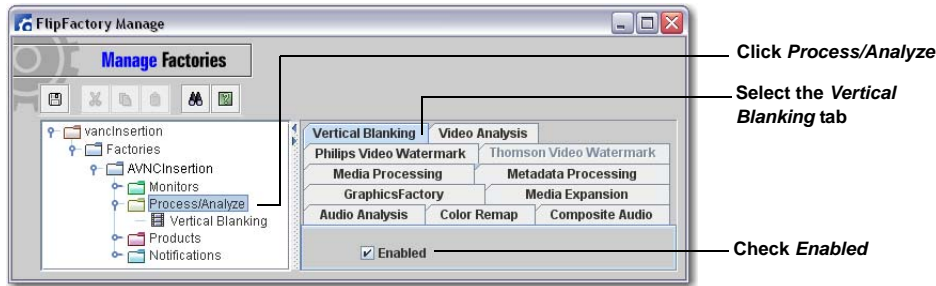 FlipFactory Manage
Manage Factories
Click Process/Analyze
Select the Vertical
Blanking tab
vancInsertion
Factories
AVNCInsertion
Monitors
Process/Analyze
Vertical Blanking
Products
Notifications
Vertical Blanking Video Analysis
Philips Video Watermark Thomson Video Watermark
Media Processing Metadata Processing
GraphicsFactory Media Expansion
Audio Analysis Color Remap Composite Audio
Enabled
Check Enabled